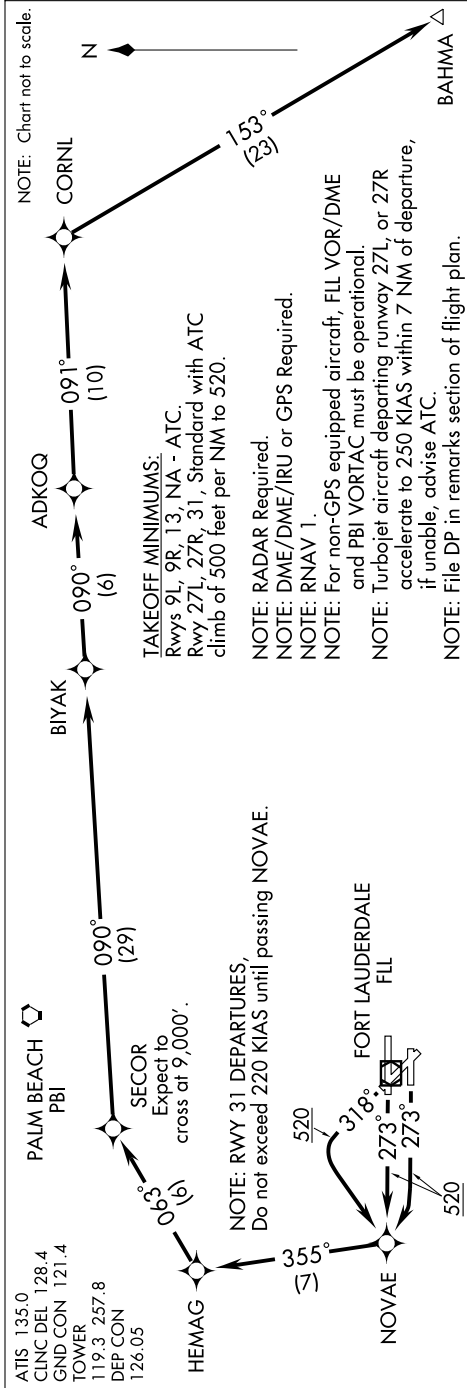 ATIS 135.0
CLNC DEL 128.4
GND CON 121.4
TOWER
119.3 257.8
DEP CON
126.05
PALM BEACH
PBI
NOTE: Chart not to scale.
N
CORNL
091°
(10)
ADKOQ
090°
(6)
BIYAK
090°
(29)
153°
(23)
BAHMA
SECOR
Expect to
cross at 9,000'.
063°
(6)
HEMAG
355°
(7)
NOVAE
NOTE: RWY 31 DEPARTURES,
Do not exceed 220 KIAS until passing NOVAE.
FORT LAUDERDALE
FLL
520
318°
273°
273°
520
TAKEOFF MINIMUMS:
Rwys 9L, 9R, 13, NA - ATC.
Rwy 27L, 27R, 31, Standard with ATC
climb of 500 feet per NM to 520.
NOTE: RADAR Required.
NOTE: DME/DME/IRU or GPS Required.
NOTE: RNAV 1.
NOTE: For non-GPS equipped aircraft, FLL VOR/DME
and PBI VORTAC must be operational.
NOTE: Turbojet aircraft departing runway 27L, or 27R
accelerate to 250 KIAS within 7 NM of departure,
if unable, advise ATC.
NOTE: File DP in remarks section of flight plan.